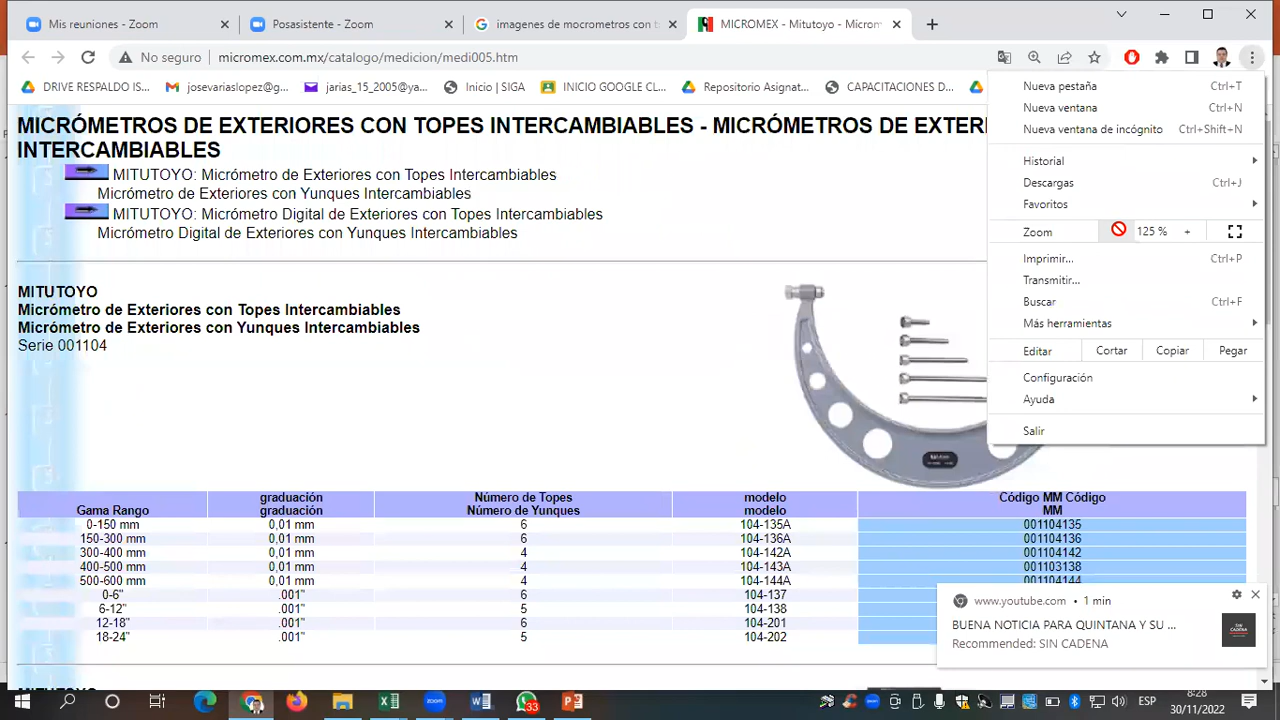 Mis reuniones - Zoom
Posasistente - Zoom
imagenes de mocrometros con t
MICROMEX - Mitutoyo - Microm
No seguro
micromex.com.mx/catalogo/medicion/medi005.htm
DRIVE RESPALDO IS...
josevariaslopez@g...
jarias_15_2005@ya...
Inicio | SIGA
INICIO GOOGLE CL...
Repositorio Asignat...
CAPACITACIONES D...
Nueva pestaña Ctrl+T
Nueva ventana Ctrl+N
Nueva ventana de incógnito Ctrl+Shift+N
Historial
Descargas Ctrl+J
Favoritos
Zoom 125 % +
Imprimir... Ctrl+P
Transmitir...
Buscar Ctrl+F
Más herramientas
Editar Cortar Copiar Pegar
Configuración
Ayuda
Salir
MICRÓMETROS DE EXTERIORES CON TOPES INTERCAMBIABLES - MICRÓMETROS DE EXTERI
INTERCAMBIABLES
MITUTOYO: Micrómetro de Exteriores con Topes Intercambiables
Micrómetro de Exteriores con Yunques Intercambiables
MITUTOYO: Micrómetro Digital de Exteriores con Topes Intercambiables
Micrómetro Digital de Exteriores con Yunques Intercambiables
MITUTOYO
Micrómetro de Exteriores con Topes Intercambiables
Micrómetro de Exteriores con Yunques Intercambiables
Serie 001104
graduación Número de Topes modelo Código MM Código
Gama Rango graduación Número de Yunques modelo MM
0-150 mm 0,01 mm 6 104-135A 001104135
150-300 mm 0,01 mm 6 104-136A 001104136
300-400 mm 0,01 mm 4 104-142A 001104142
400-500 mm 0,01 mm 4 104-143A 001103138
500-600 mm 0,01 mm 4 104-144A 001104144
0-6" .001" 6 104-137
6-12" .001" 5 104-138
12-18" .001" 6 104-201
18-24" .001" 5 104-202
www.youtube.com • 1 min
BUENA NOTICIA PARA QUINTANA Y SU ...
Recommended: SIN CADENA
SIN CADENA
33
ESP
8:28
30/11/2022